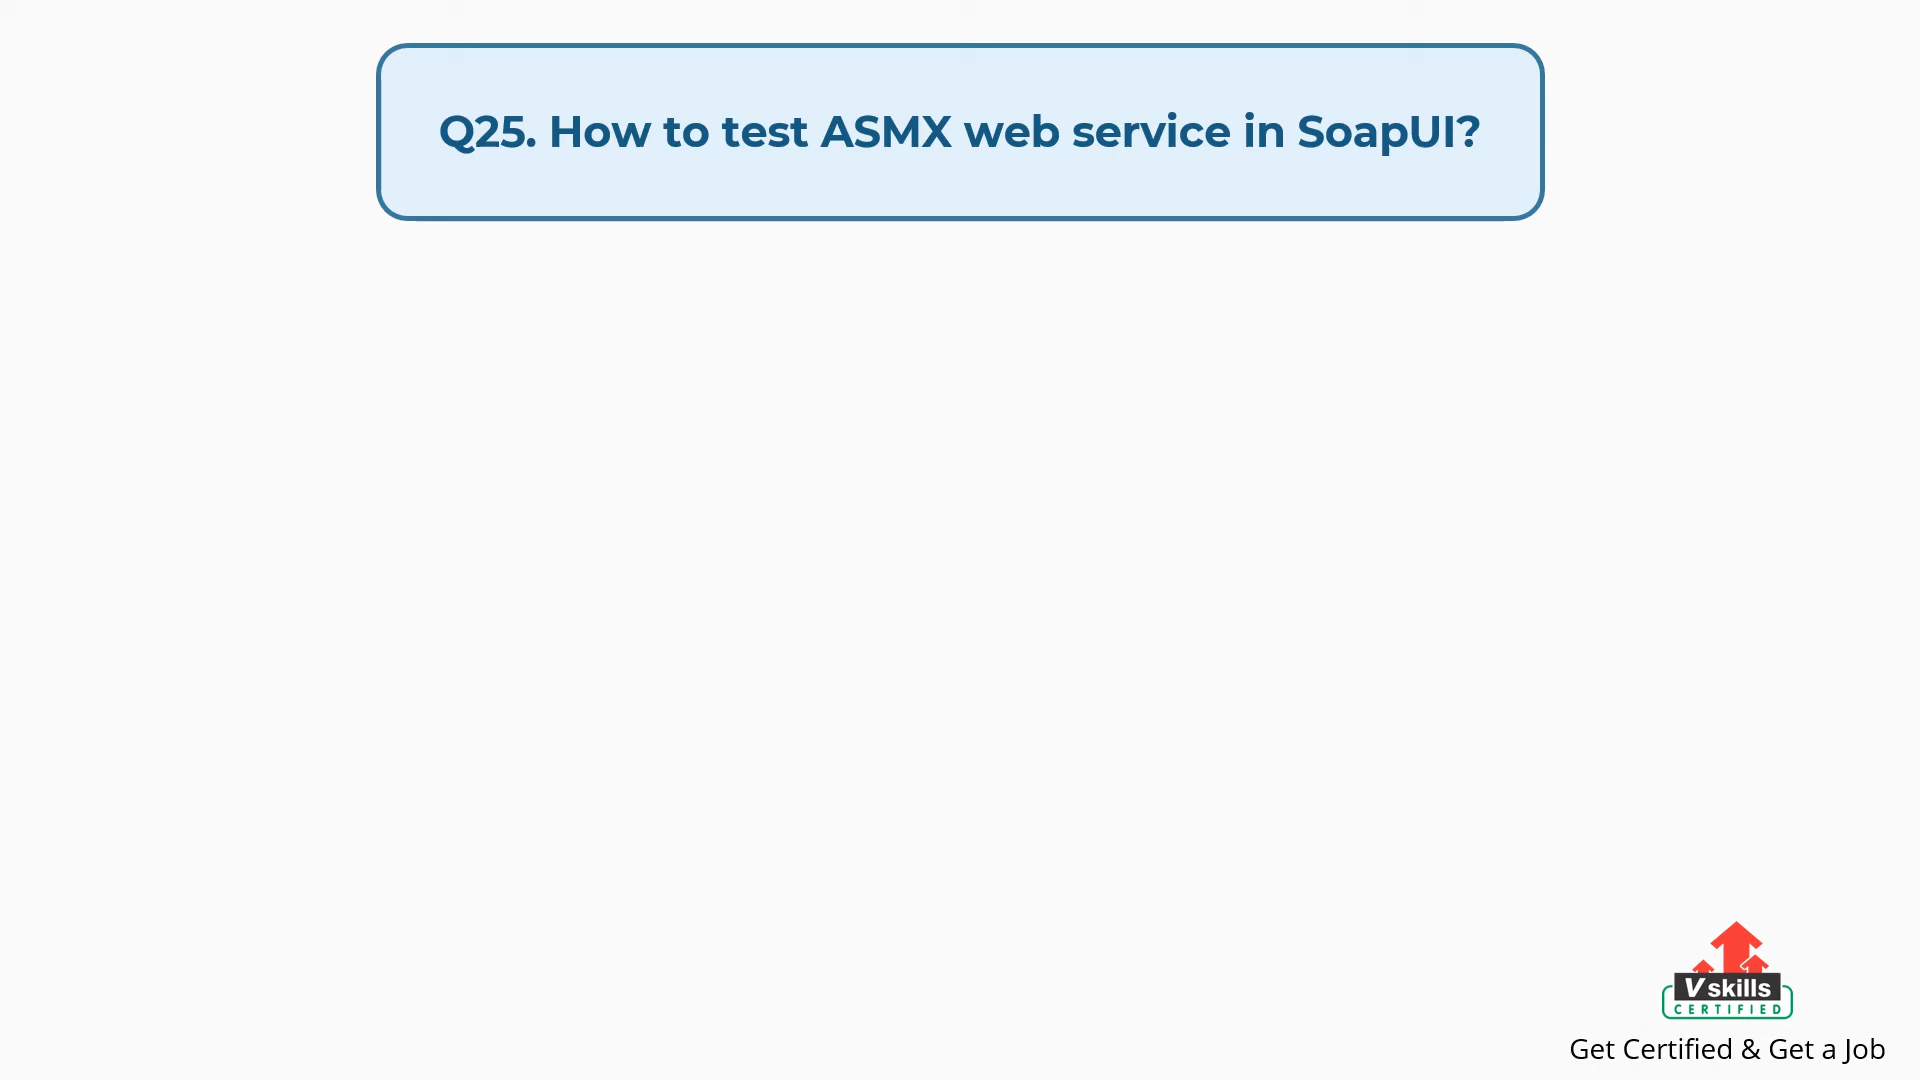 Q25. How to test ASMX web service in SoapUI?
Vskills
CERTIFIED
Get Certified & Get a Job